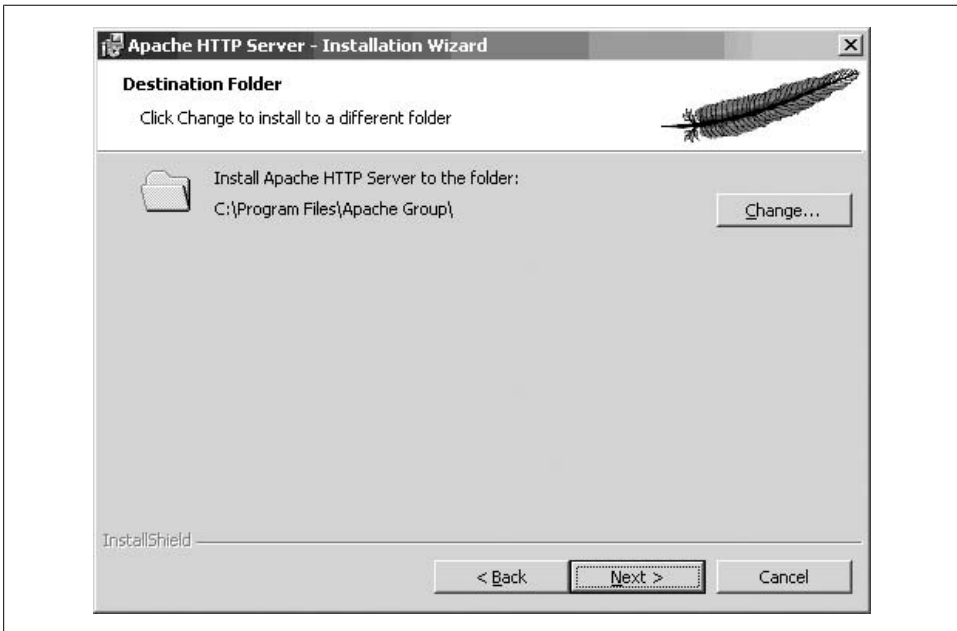 Apache HTTP Server - Installation Wizard
Destination Folder
Click Change to install to a different folder
Install Apache HTTP Server to the folder:
C:\Program Files\Apache Group\
Change...
InstallShield
< Back
Next >
Cancel